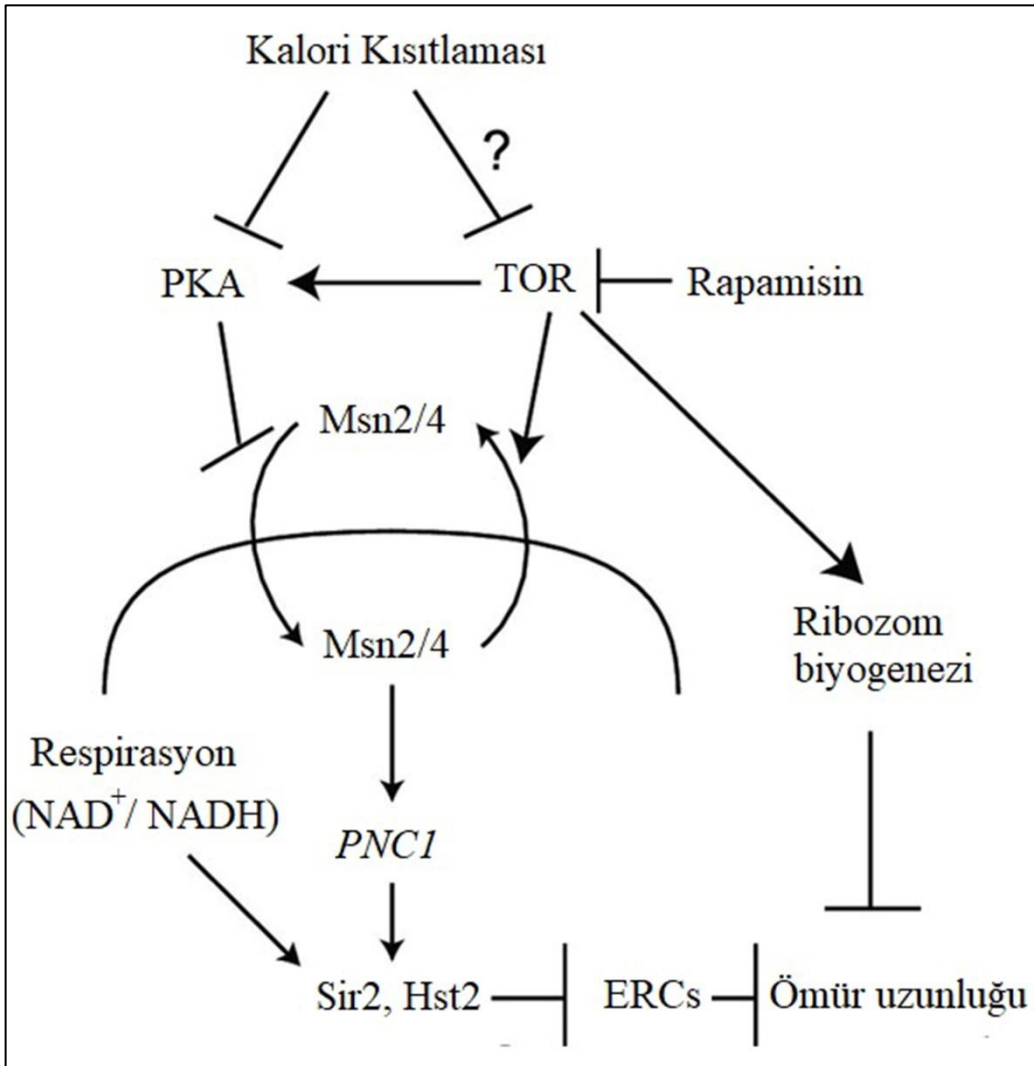 Kalori Kısıtlaması
?
PKA
TOR
Rapamisin
Msn2/4
Msn2/4
Ribozom
biyogenezi
Respirasyon
(NAD+/ NADH)
PNC1
Sir2, Hst2
ERCs
Ömür uzunluğu